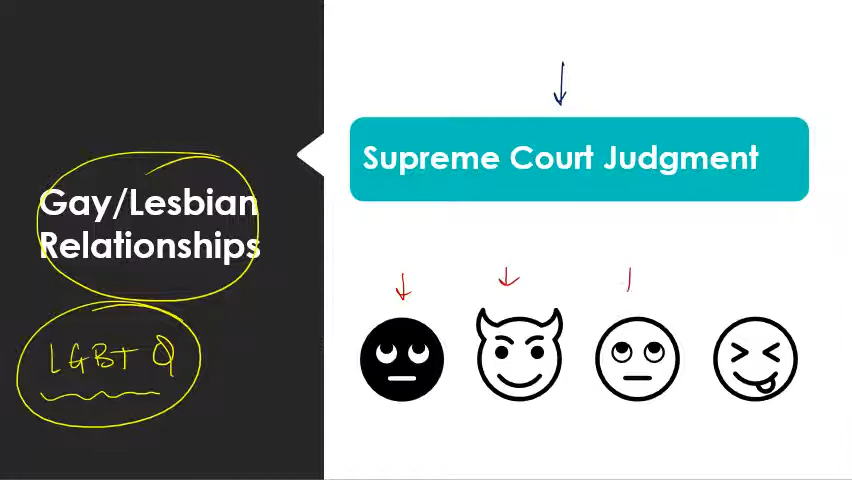 Supreme Court Judgment
Gay/Lesbian
Relationships
LGBT Q